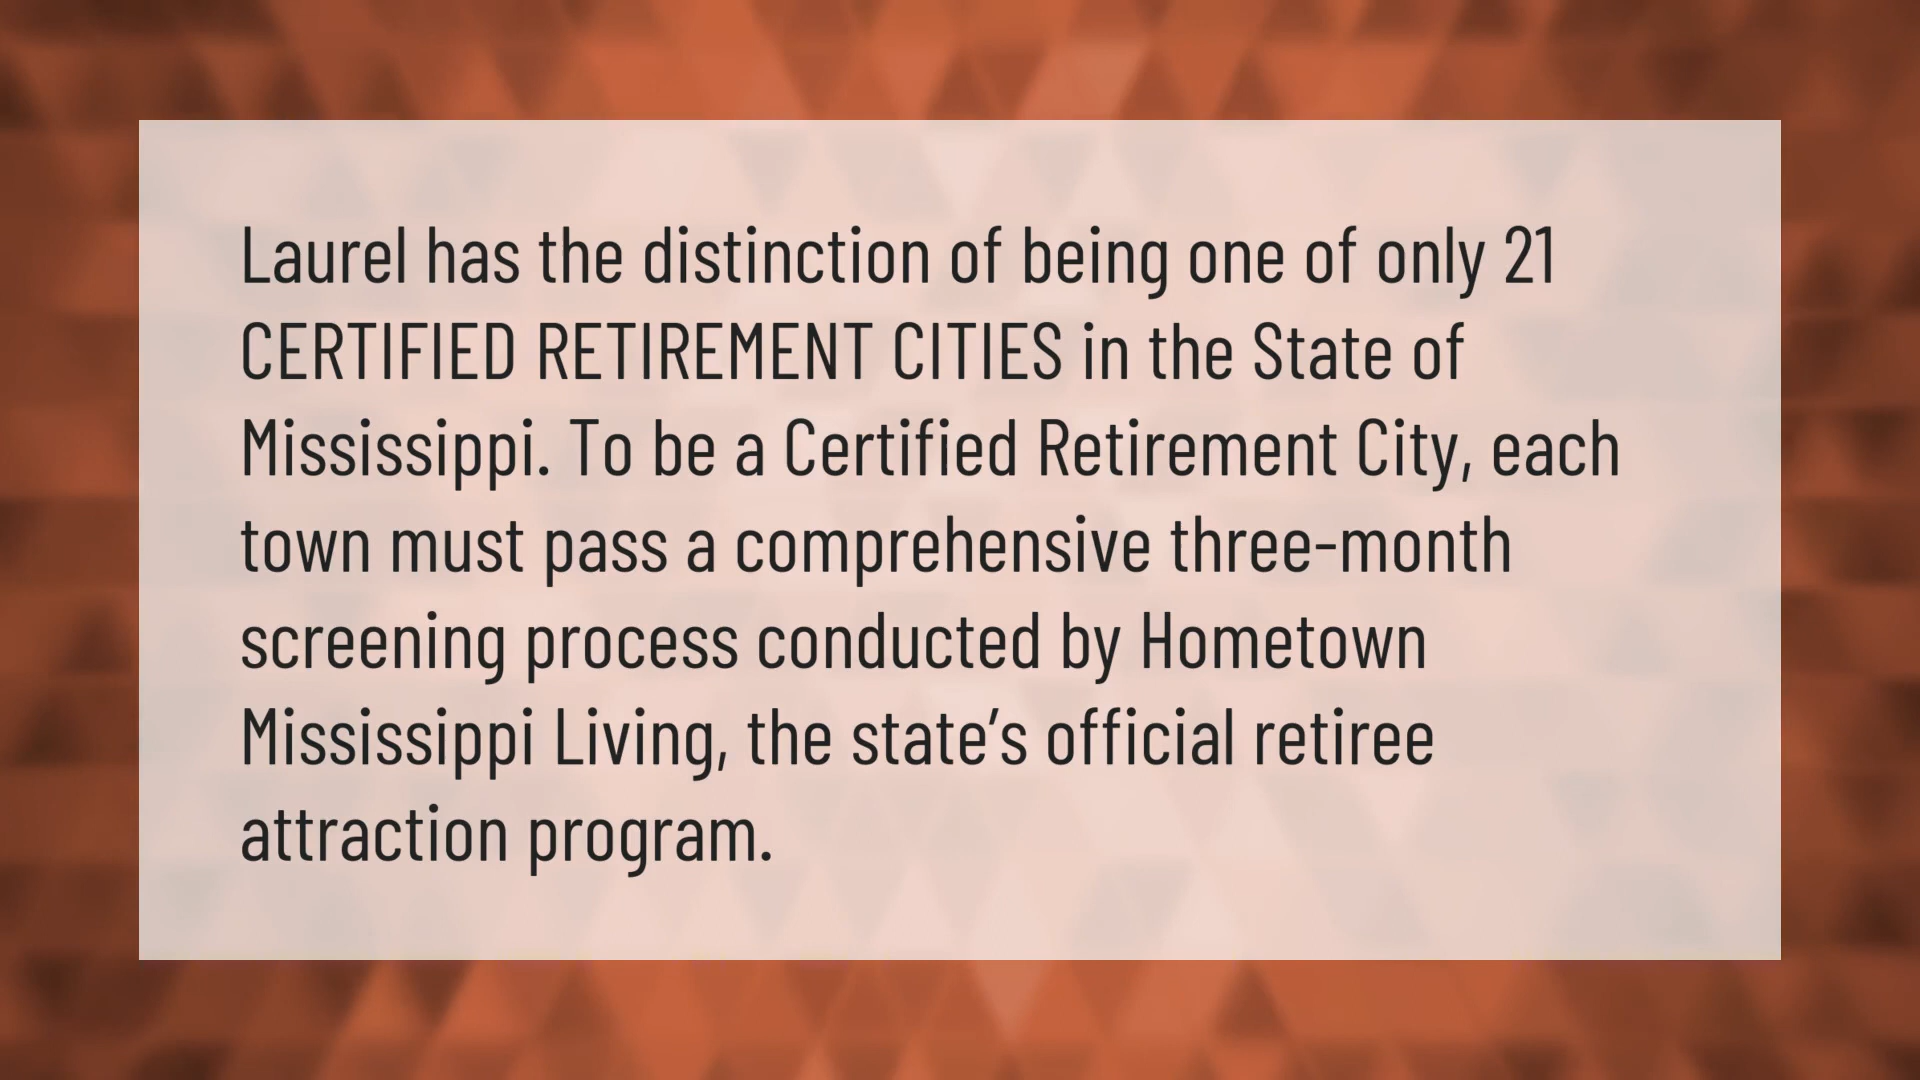 Laurel has the distinction of being one of only 21
CERTIFIED RETIREMENT CITIES in the State of
Mississippi. To be a Certified Retirement City, each
town must pass a comprehensive three-month
screening process conducted by Hometown
Mississippi Living, the state’s official retiree
attraction program.